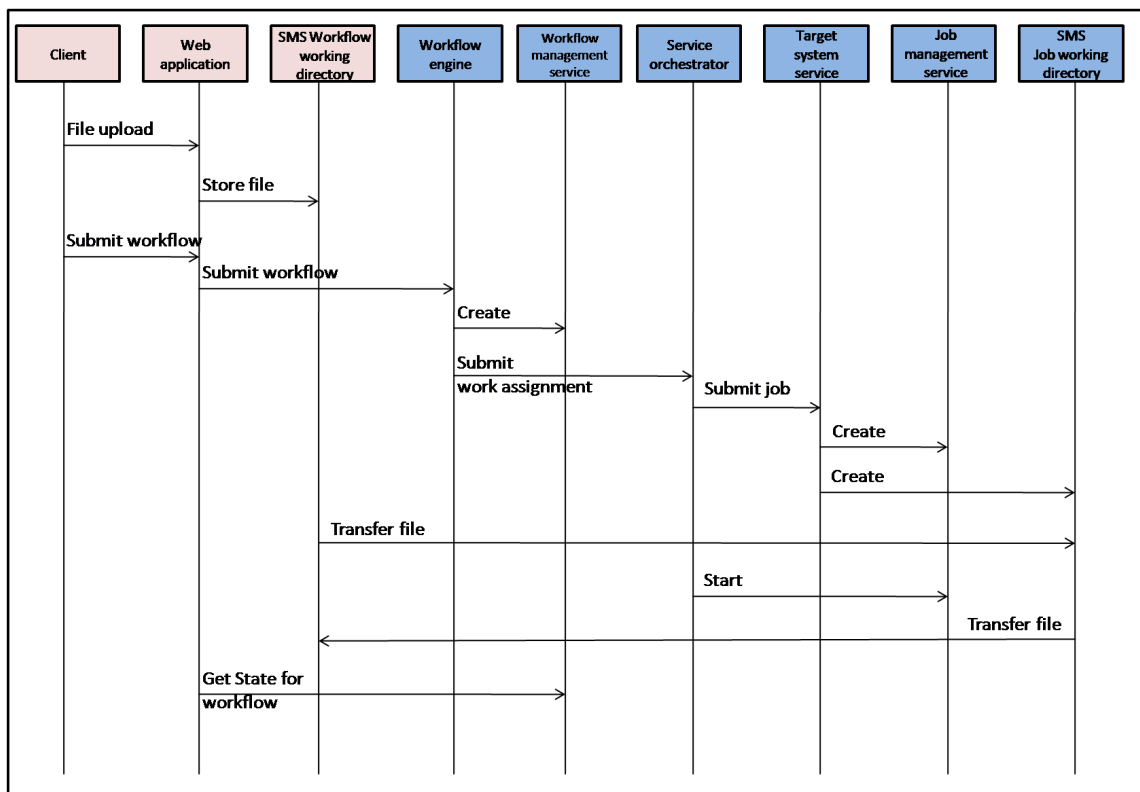 Client
Web
application
SMS Workflow
working
directory
Workflow
engine
Workflow
management
service
Service
orchestrator
Target
system
service
Job
management
service
SMS
Job working
directory
File upload
Store file
Submit workflow
Submit workflow
Create
Submit
work assignment
Submit job
Create
Create
Transfer file
Start
Transfer file
Get State for
workflow